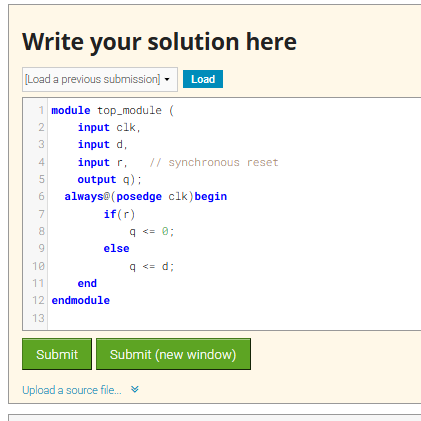 Write your solution here
[Load a previous submission] Load
1 module top_module (
2 input clk,
3 input d,
4 input r,   // synchronous reset
5 output q);
6 always@(posedge clk)begin
7 if(r)
8 q <= 0;
9 else
10 q <= d;
11 end
12 endmodule
13
Submit Submit (new window)
Upload a source file...